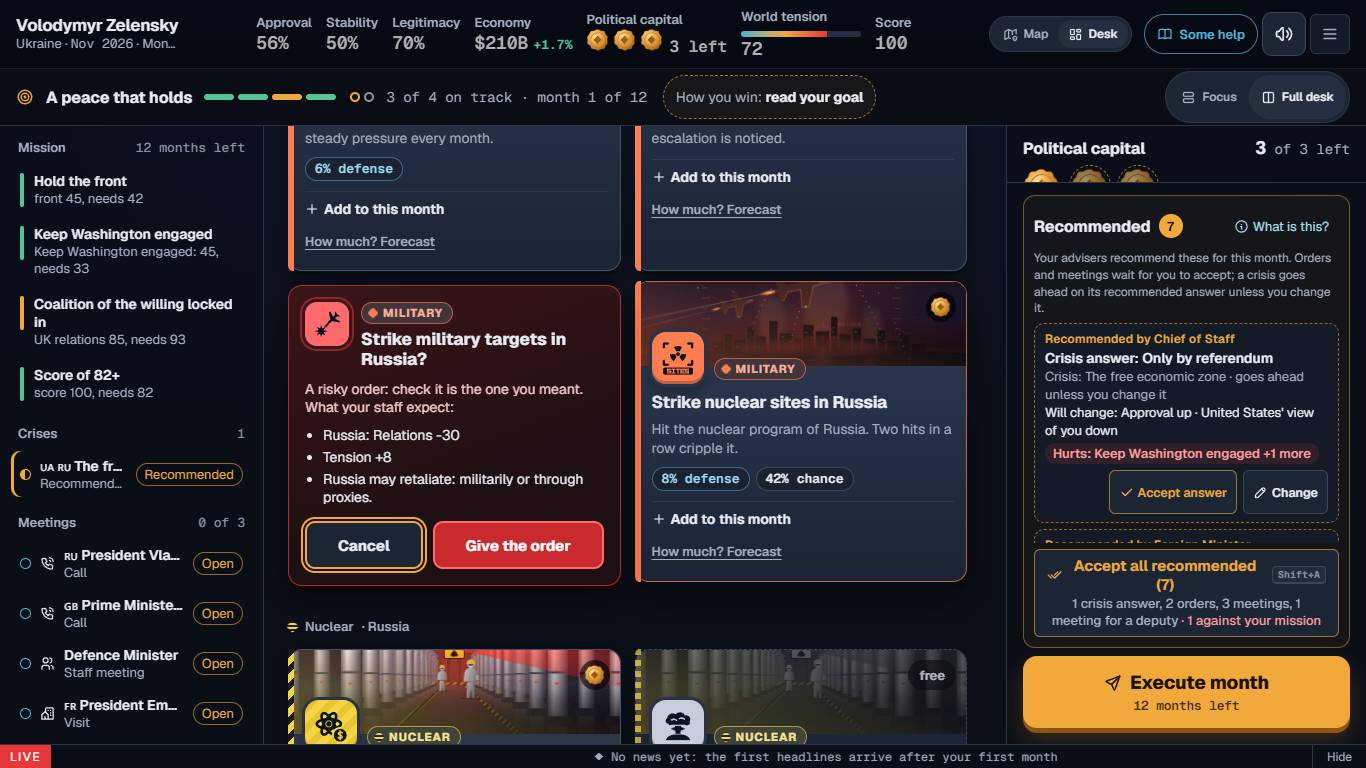 Volodymyr Zelensky
Ukraine · Nov 2026 · Mon…
Approval
56%
Stability
50%
Legitimacy
70%
Economy
$210B +1.7%
Political capital
3 left
World tension
72
Score
100
Map
Desk
Some help
A peace that holds
3 of 4 on track · month 1 of 12
How you win: read your goal
Focus
Full desk
Mission
12 months left
Hold the front
front 45, needs 42
Keep Washington engaged
Keep Washington engaged: 45,
needs 33
Coalition of the willing locked
in
UK relations 85, needs 93
Score of 82+
score 100, needs 82
Crises
1
UA RU The fr…
Recommend…
Recommended
Meetings
0 of 3
RU President Vla…
Call
Open
GB Prime Ministe…
Call
Open
Defence Minister
Staff meeting
Open
FR President Em…
Visit
Open
steady pressure every month.
6% defense
+ Add to this month
How much? Forecast
escalation is noticed.
+ Add to this month
How much? Forecast
MILITARY
Strike military targets in
Russia?
A risky order: check it is the one you meant.
What your staff expect:
• Russia: Relations -30
• Tension +8
• Russia may retaliate: militarily or through
proxies.
Cancel
Give the order
SITES
MILITARY
Strike nuclear sites in Russia
Hit the nuclear program of Russia. Two hits in a
row cripple it.
8% defense
42% chance
+ Add to this month
How much? Forecast
Nuclear · Russia
NUCLEAR
free
NUCLEAR
Political capital
3 of 3 left
Recommended 7
What is this?
Your advisers recommend these for this month. Orders
and meetings wait for you to accept; a crisis goes
ahead on its recommended answer unless you change
it.
Recommended by Chief of Staff
Crisis answer: Only by referendum
Crisis: The free economic zone · goes ahead
unless you change it
Will change: Approval up · United States' view
of you down
Hurts: Keep Washington engaged +1 more
Accept answer
Change
Recommended by Foreign Minister
Accept all recommended
(7)
Shift+A
1 crisis answer, 2 orders, 3 meetings, 1
meeting for a deputy · 1 against your mission
Execute month
12 months left
LIVE
◆ No news yet: the first headlines arrive after your first month
Hide